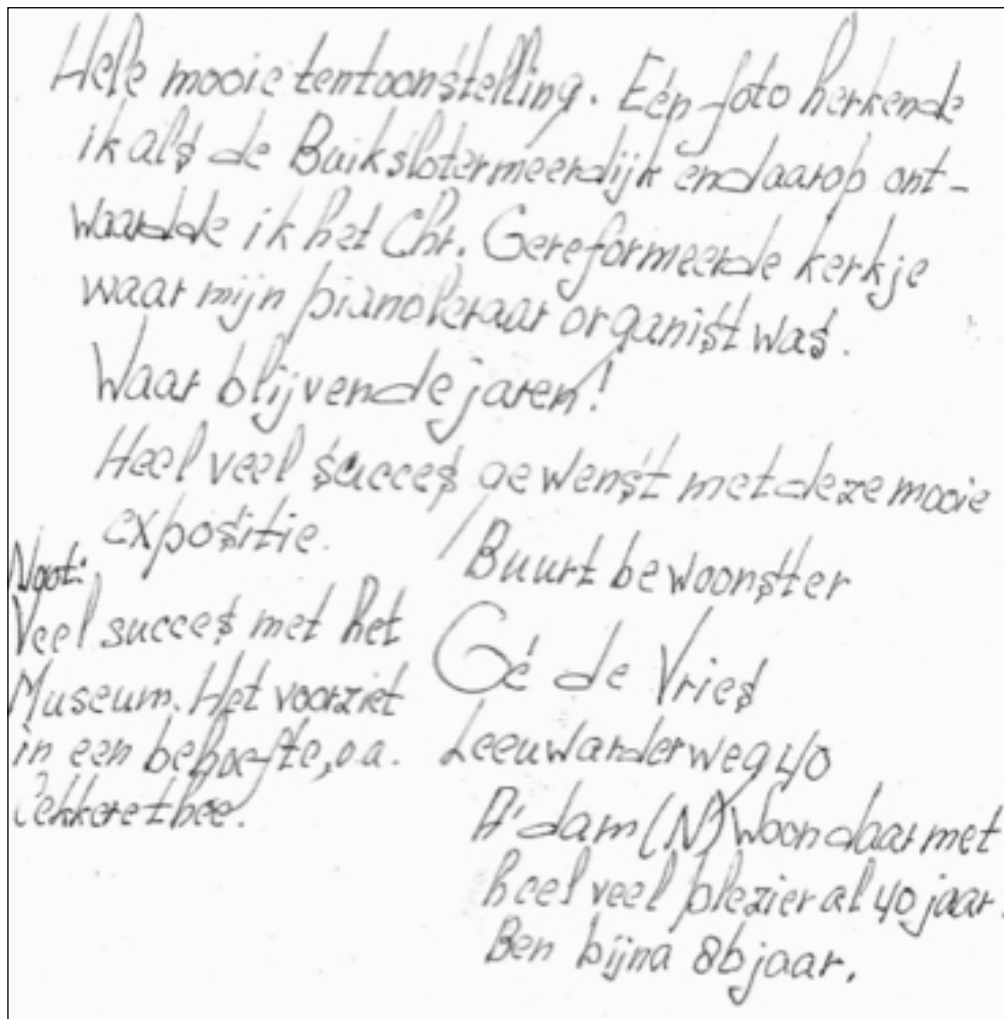 Hele mooie tentoonstelling. Eén foto herkende
ik als de Buikslotermeerdijk en daarop ont-
waardde ik het Chr. Gereformeerde kerkje
waar mijn pianoleraar organist was.
Waar blijven de jaren!
Heel veel succes gewenst met deze mooie
expositie.
Buurtbewoonster
Gé de Vries
Leeuwarderweg 40
A'dam (N) Woon daar met
heel veel plezier al 40 jaar.
Ben bijna 86 jaar.
Noot:
Veel succes met het
Museum. Het voorziet
in een behoefte, o.a.
lekkere thee.